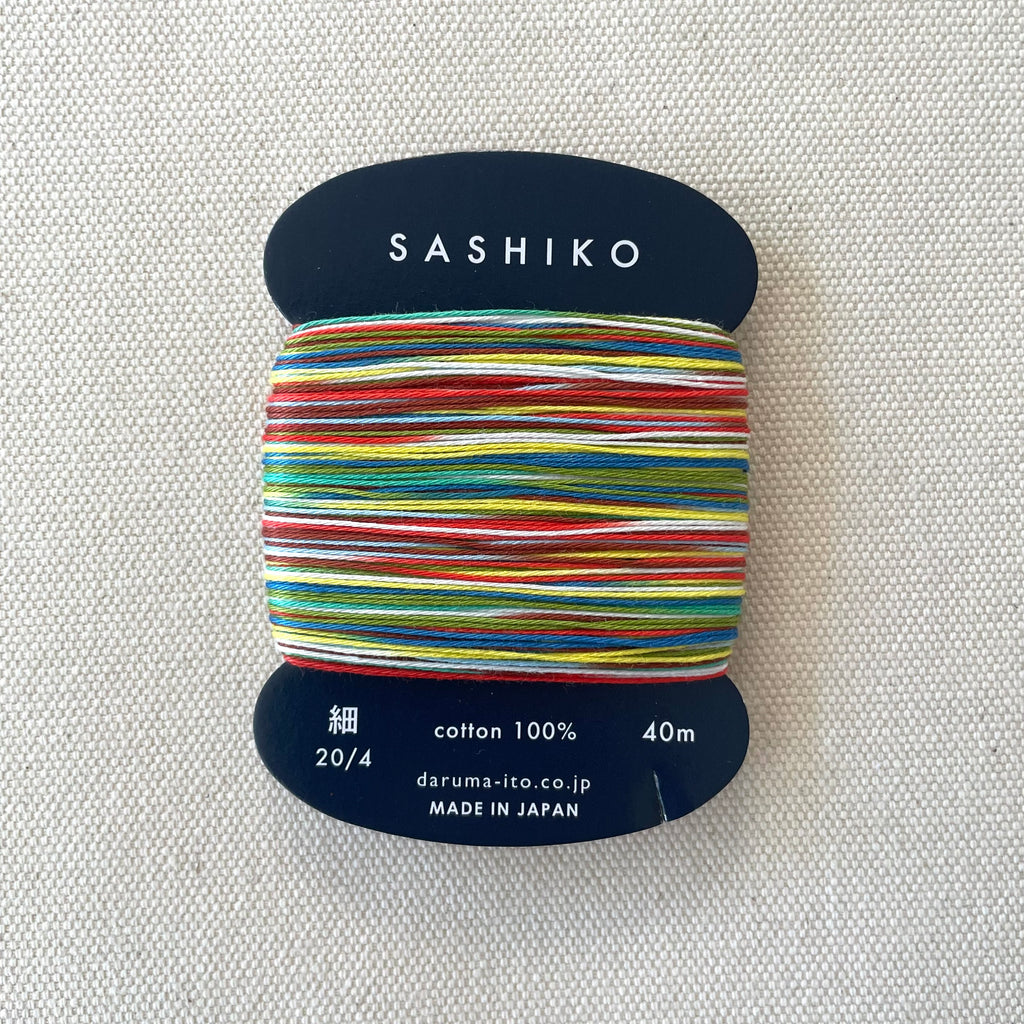 SASHIKO
細 cotton 100% 40m
20/4
daruma-ito.co.jp
MADE IN JAPAN